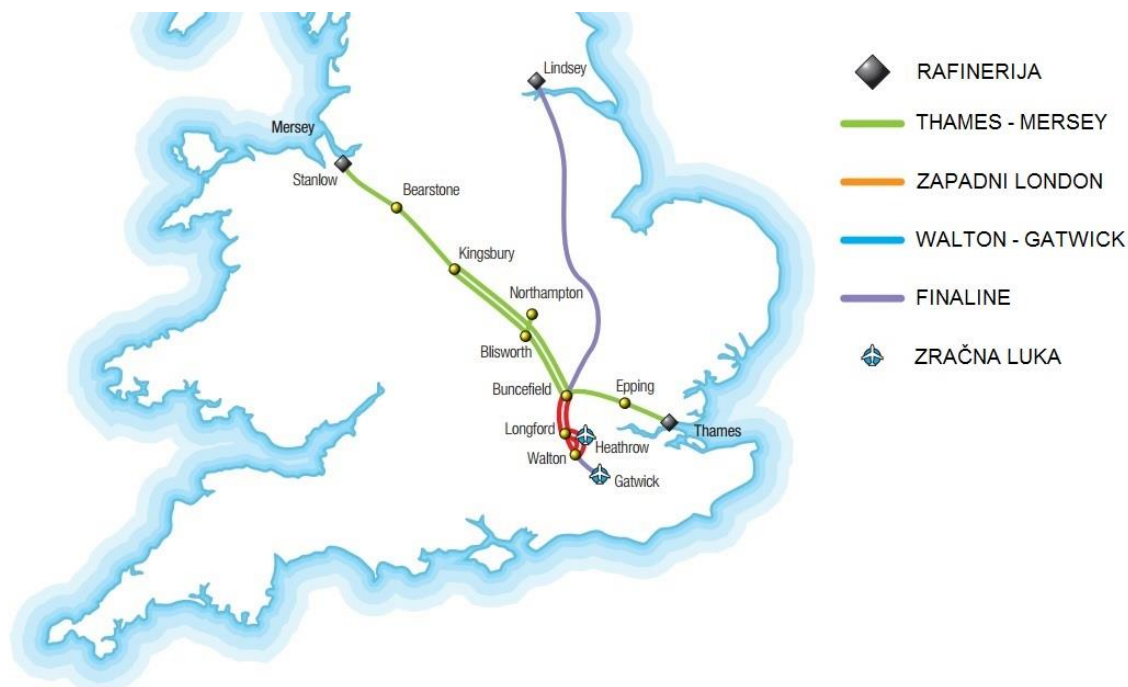 Lindsey
Mersey
Stanlow
Bearstone
Kingsbury
Northampton
Blisworth
Buncefield
Epping
Longford
Thames
Heathrow
Walton
Gatwick
RAFINERIJA
THAMES - MERSEY
ZAPADNI LONDON
WALTON - GATWICK
FINALINE
ZRAČNA LUKA